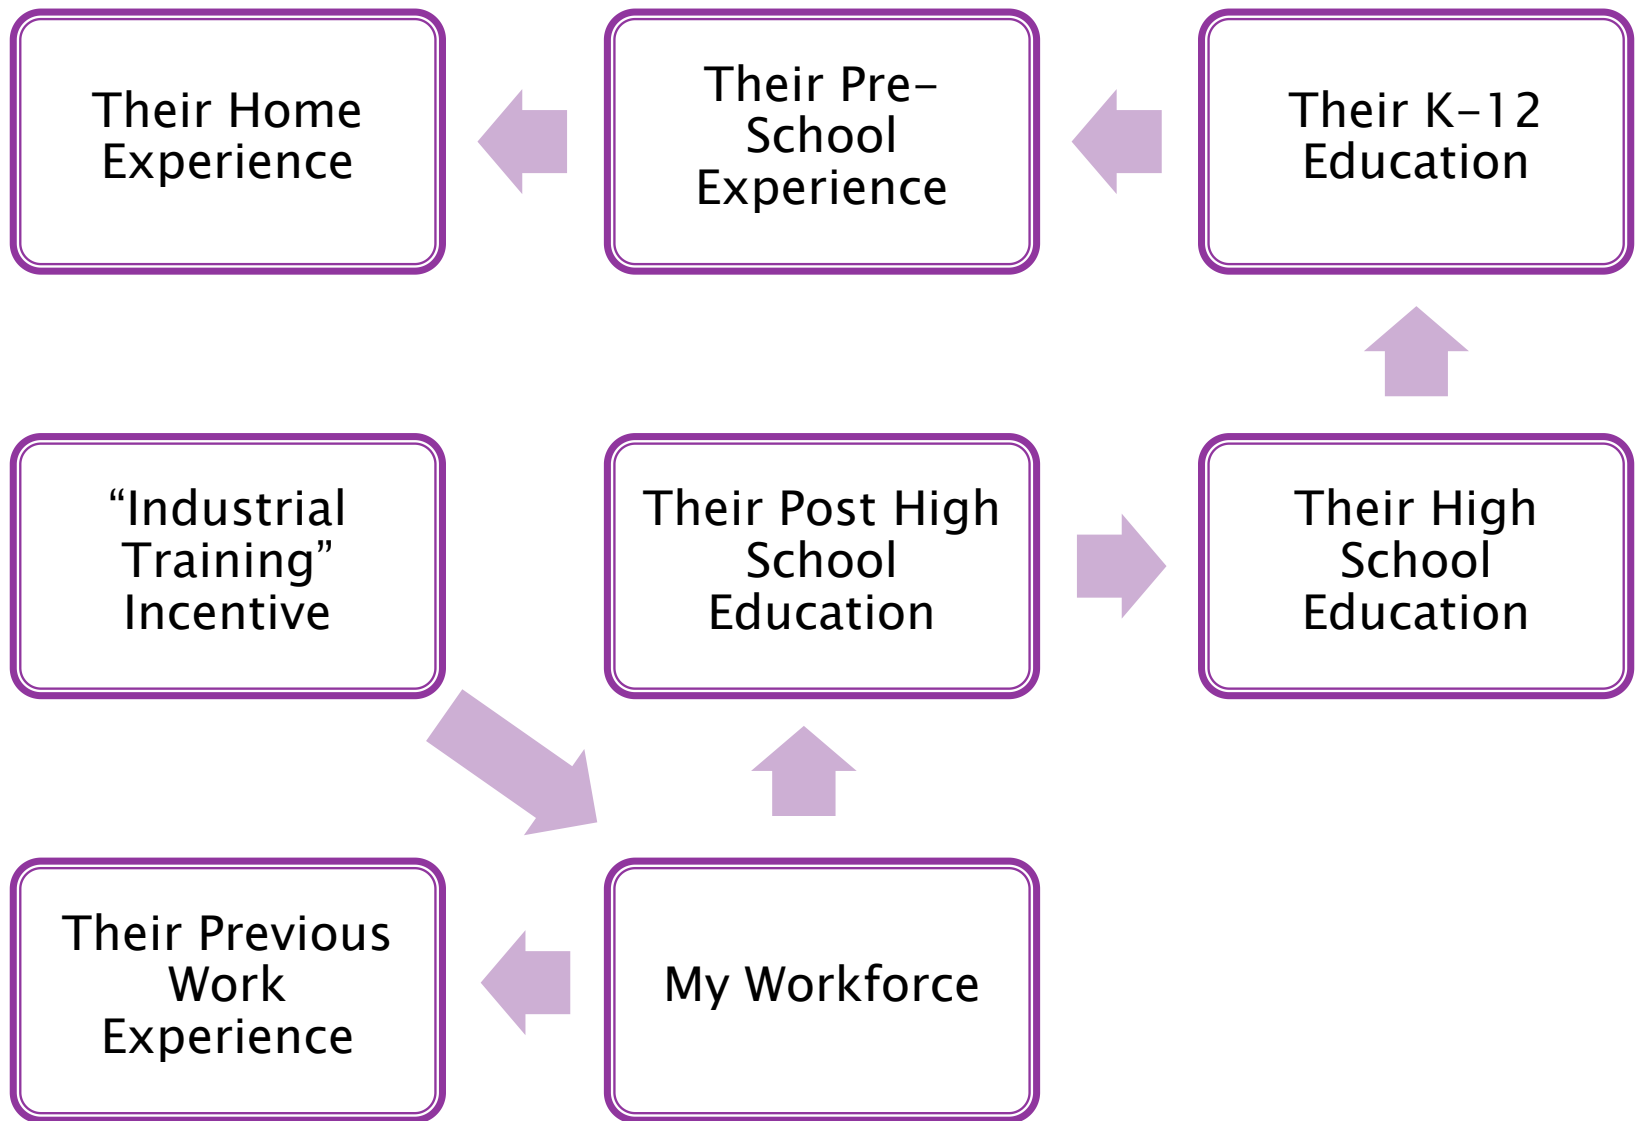 Their Home
Experience
Their Pre-
School
Experience
Their K-12
Education
“Industrial
Training”
Incentive
Their Post High
School
Education
Their High
School
Education
Their Previous
Work
Experience
My Workforce